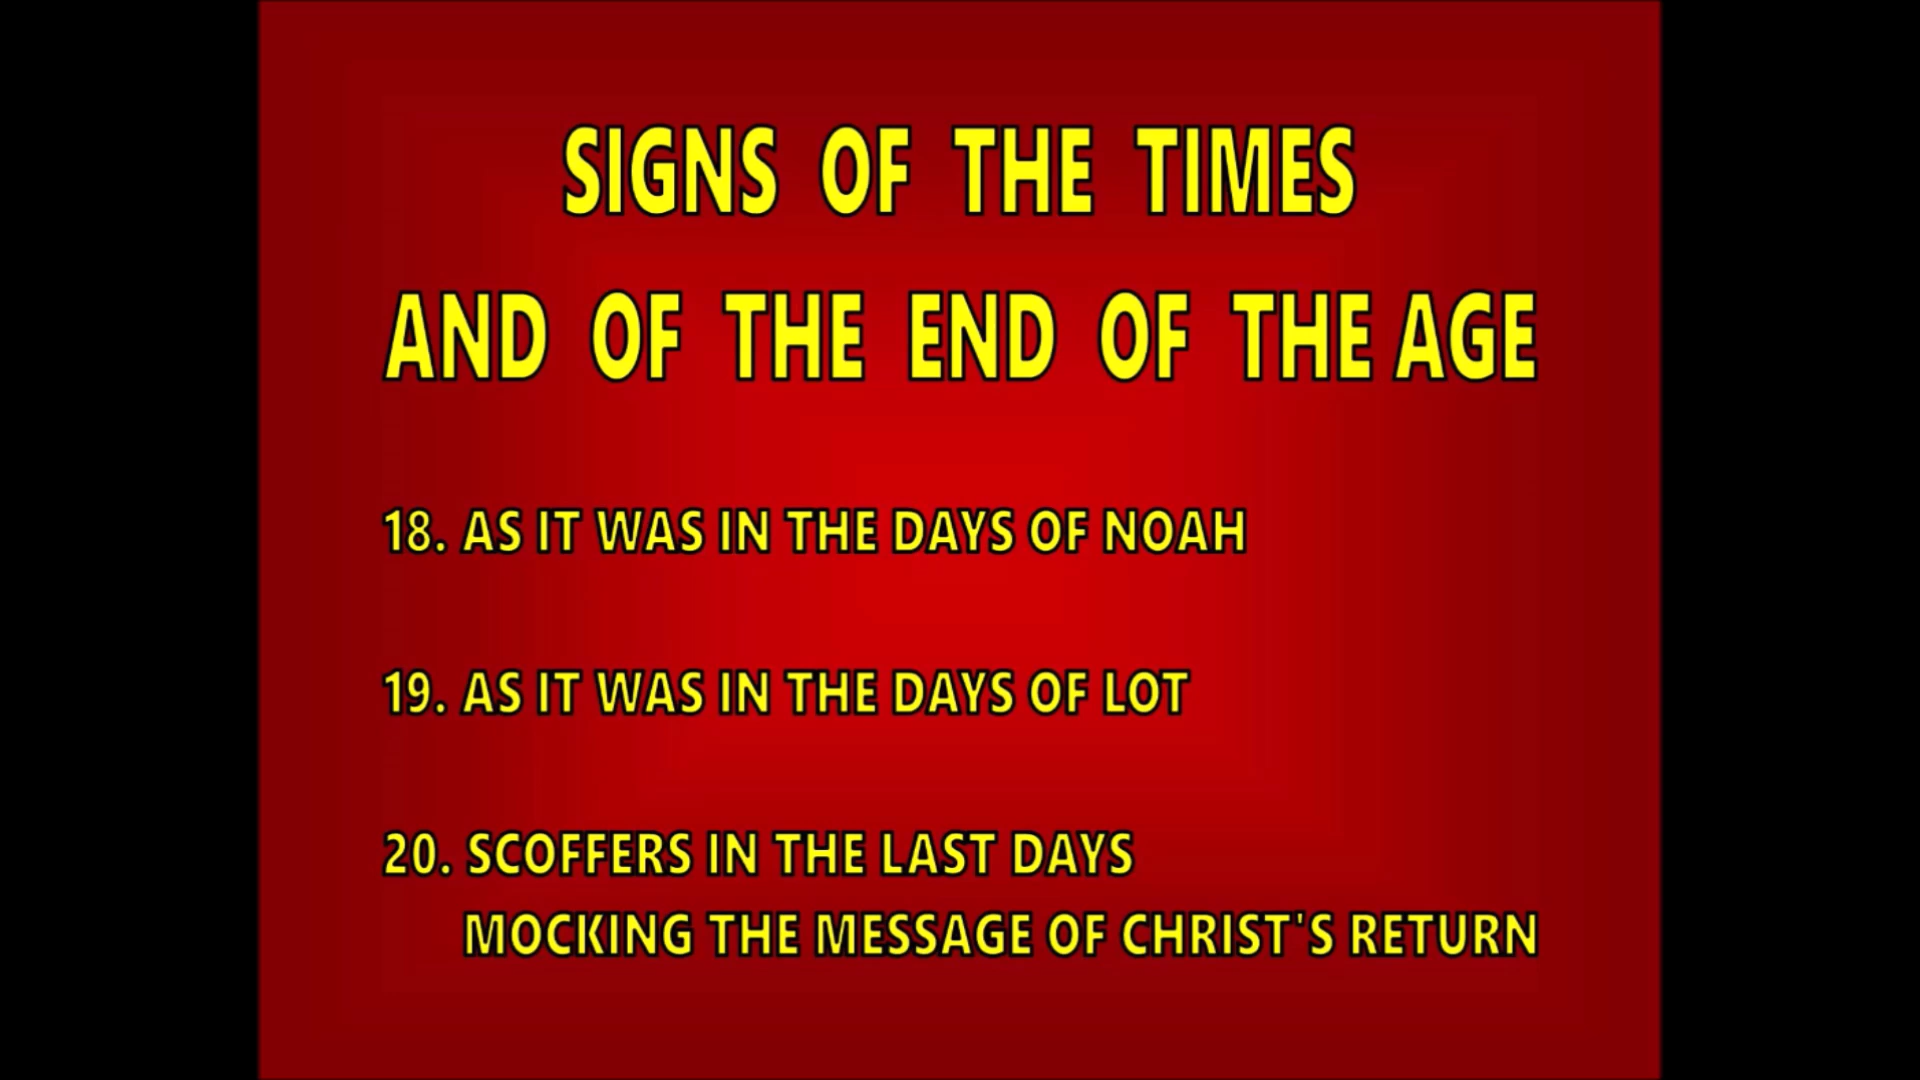 SIGNS OF THE TIMES
AND OF THE END OF THE AGE
18. AS IT WAS IN THE DAYS OF NOAH
19. AS IT WAS IN THE DAYS OF LOT
20. SCOFFERS IN THE LAST DAYS
MOCKING THE MESSAGE OF CHRIST'S RETURN